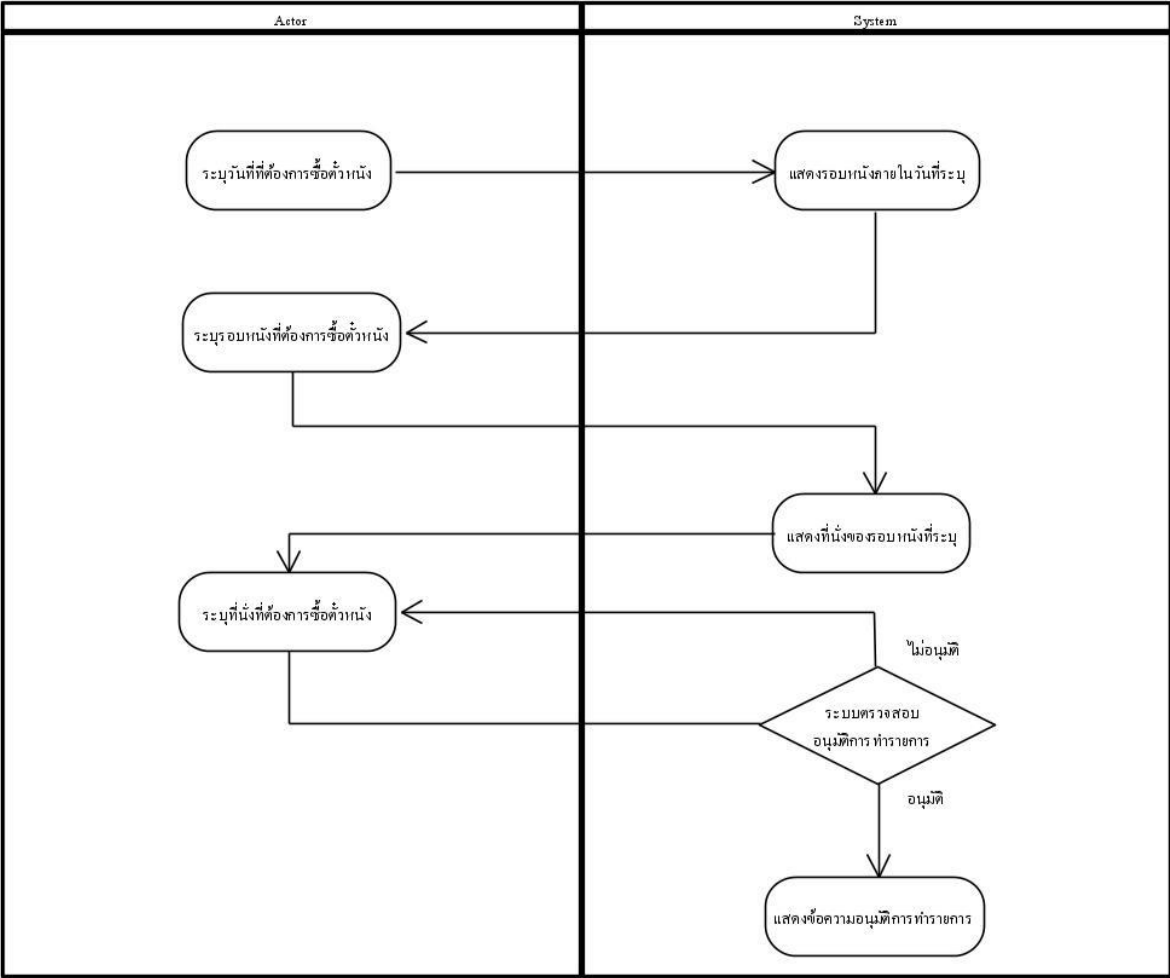 Actor
System
ระบุวันที่ที่ต้องการซื้อตั๋วหนัง
แสดงรอบหนังภายในวันที่ระบุ
ระบุรอบหนังที่ต้องการซื้อตั๋วหนัง
แสดงที่นั่งของรอบหนังที่ระบุ
ระบุที่นั่งที่ต้องการซื้อตั๋วหนัง
ไม่อนุมัติ
ระบบตรวจสอบ
อนุมัติการทำรายการ
อนุมัติ
แสดงข้อความอนุมัติการทำรายการ